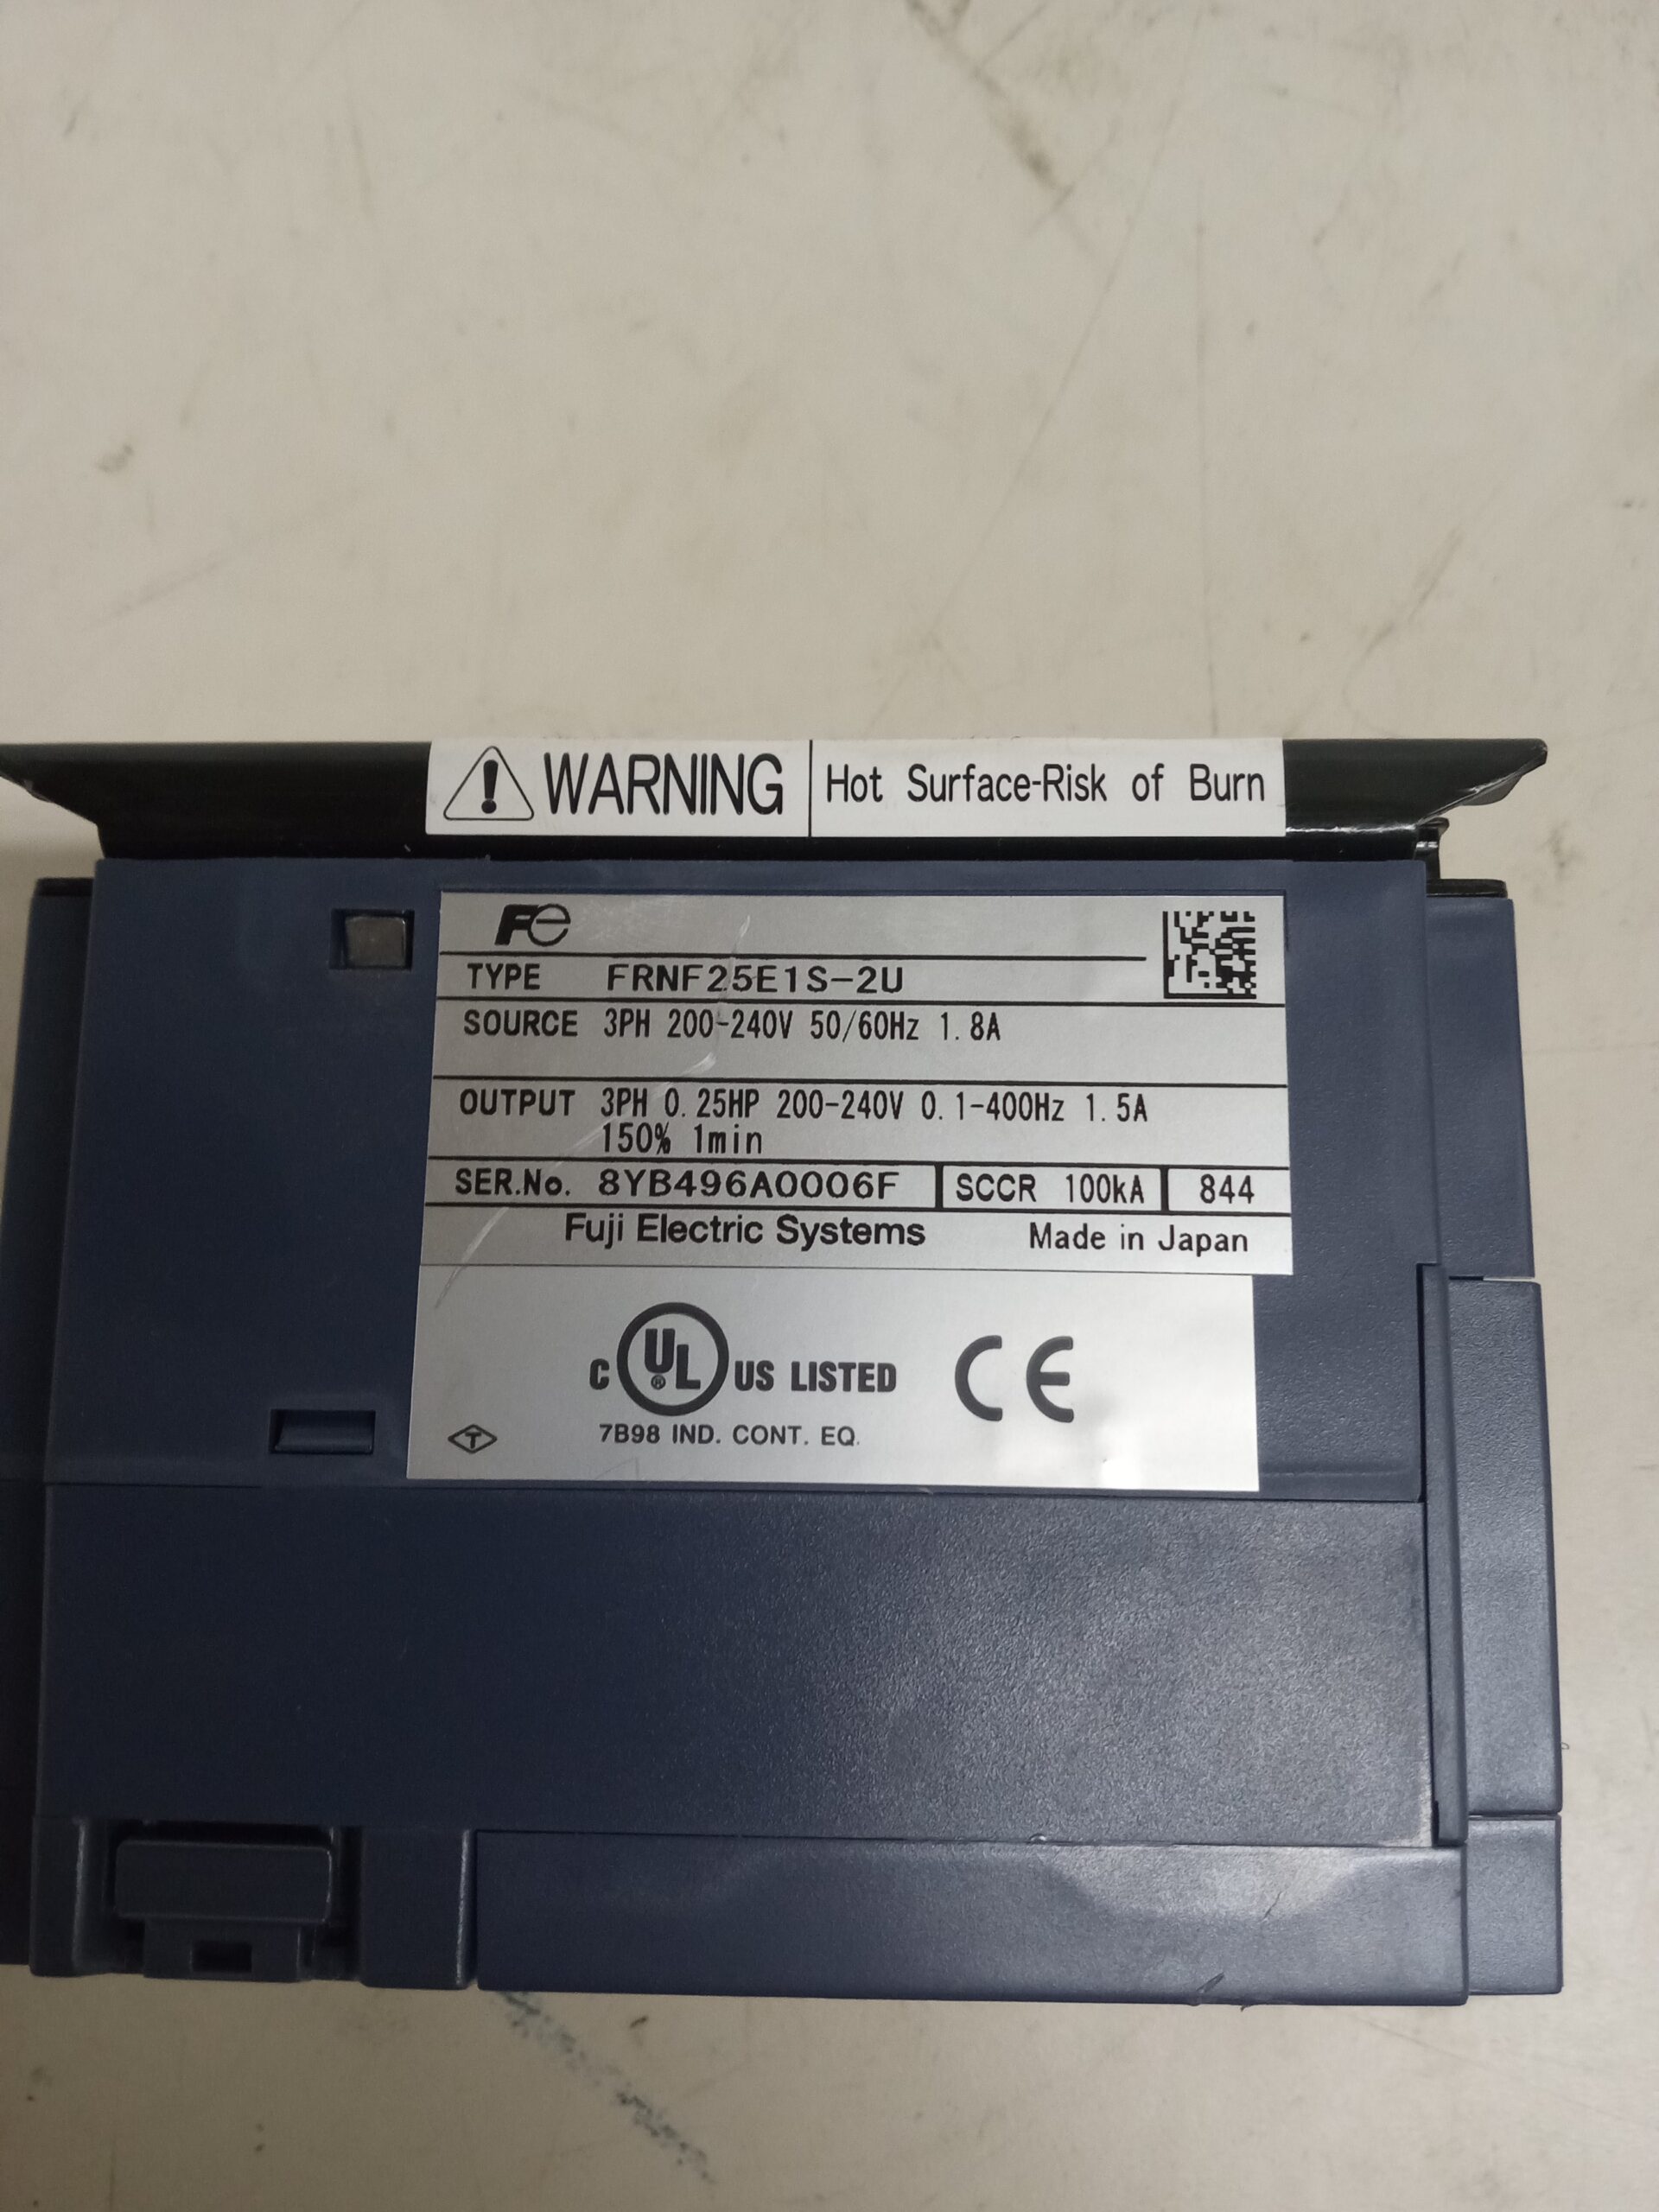 WARNING Hot Surface-Risk of Burn
Fe
TYPE FRNF25E1S-2U
SOURCE 3PH 200-240V 50/60Hz 1.8A
OUTPUT 3PH 0.25HP 200-240V 0.1-400Hz 1.5A
150% 1min
SER.No. 8YB496A0006F SCCR 100kA 844
Fuji Electric Systems Made in Japan
C UL® US LISTED CE
7B98 IND. CONT. EQ.
T